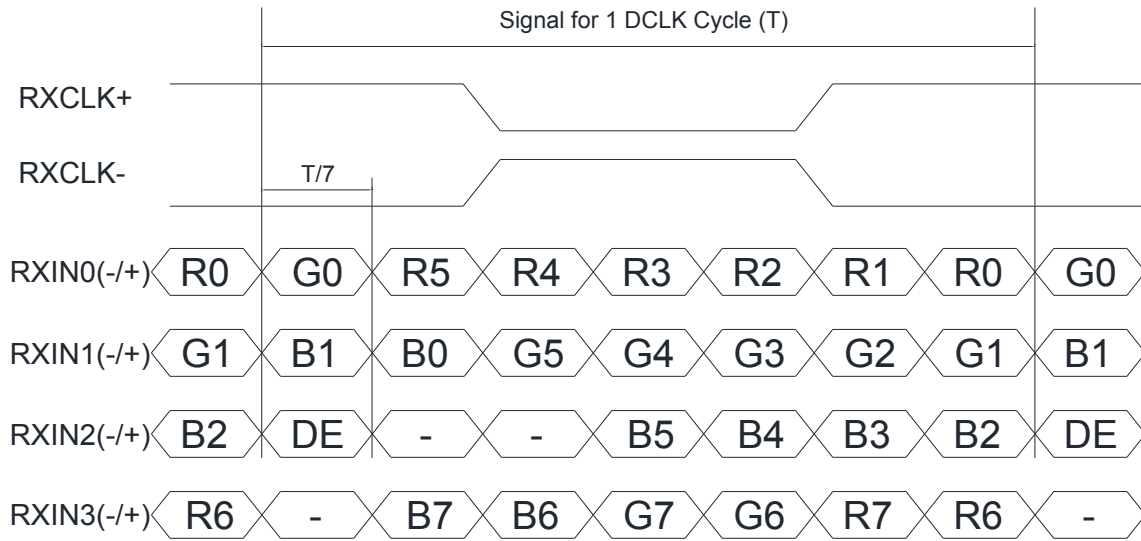 Signal for 1 DCLK Cycle (T)
RXCLK+
RXCLK-
T/7
RXIN0(-/+) R0 G0 R5 R4 R3 R2 R1 R0 G0
RXIN1(-/+) G1 B1 B0 G5 G4 G3 G2 G1 B1
RXIN2(-/+) B2 DE - - B5 B4 B3 B2 DE
RXIN3(-/+) R6 - B7 B6 G7 G6 R7 R6 -